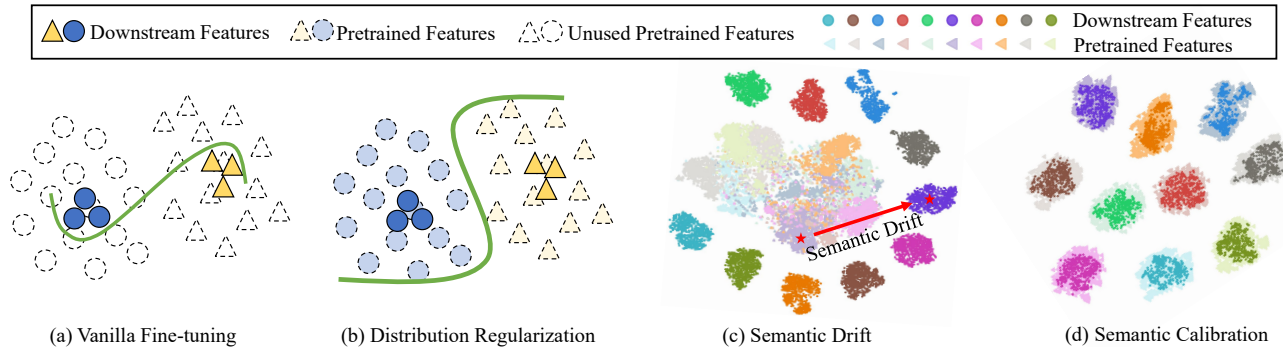 Downstream Features Pretrained Features Unused Pretrained Features Downstream Features
Pretrained Features
Semantic Drift
(a) Vanilla Fine-tuning (b) Distribution Regularization (c) Semantic Drift (d) Semantic Calibration